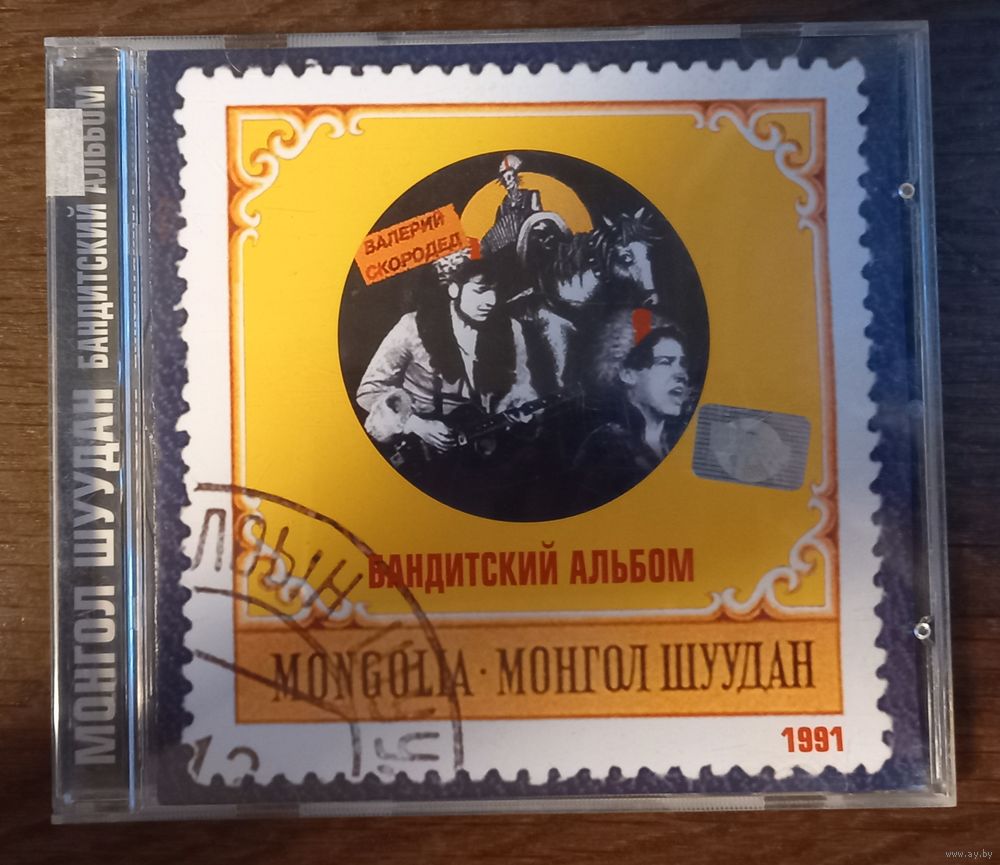 МОНГОЛ ШУУДАН БАНДИТСКИЙ АЛЬБОМ
ВАЛЕРИЙ
СКОРОДЕД
БАНДИТСКИЙ АЛЬБОМ
MONGOLIA · МОНГОЛ ШУУДАН
1991
www.ay.by